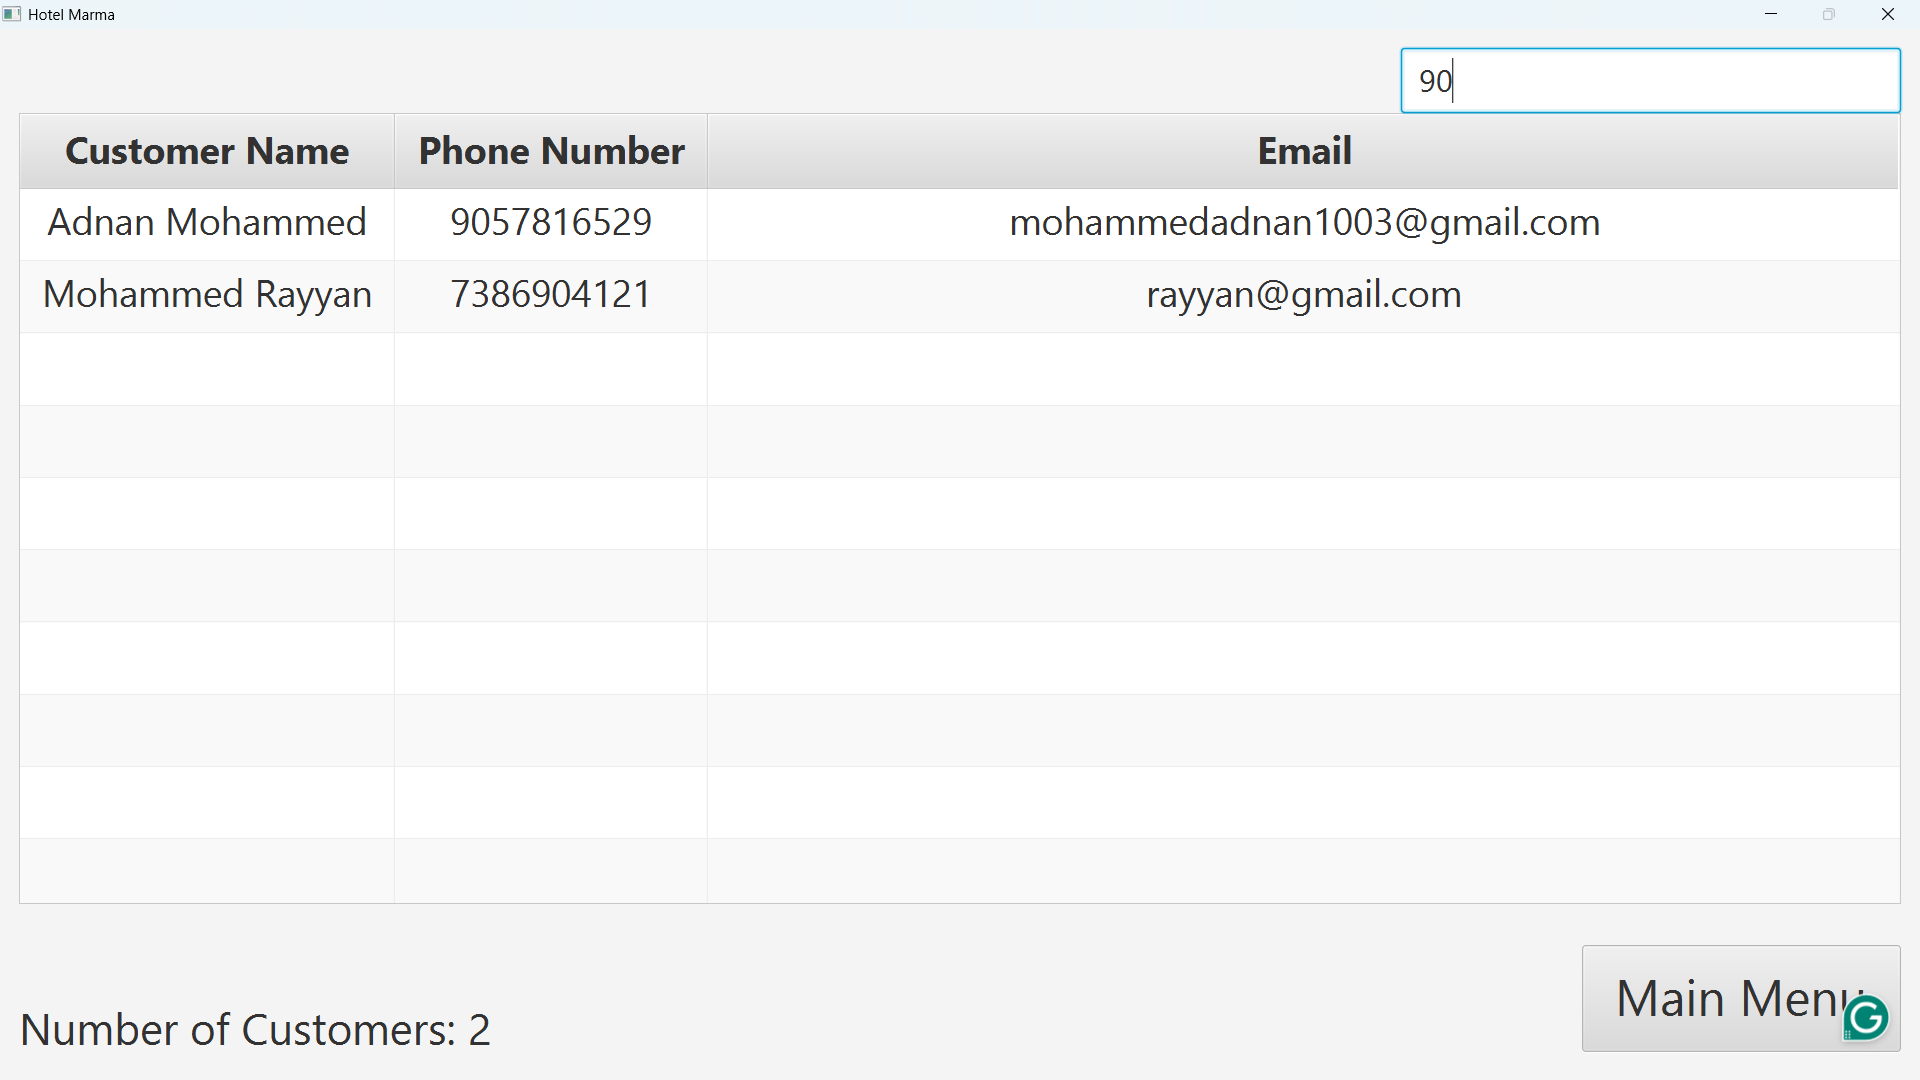 Hotel Marma
90
Customer Name Phone Number Email
Adnan Mohammed 9057816529 mohammedadnan1003@gmail.com
Mohammed Rayyan 7386904121 rayyan@gmail.com
Main Menu
Number of Customers: 2